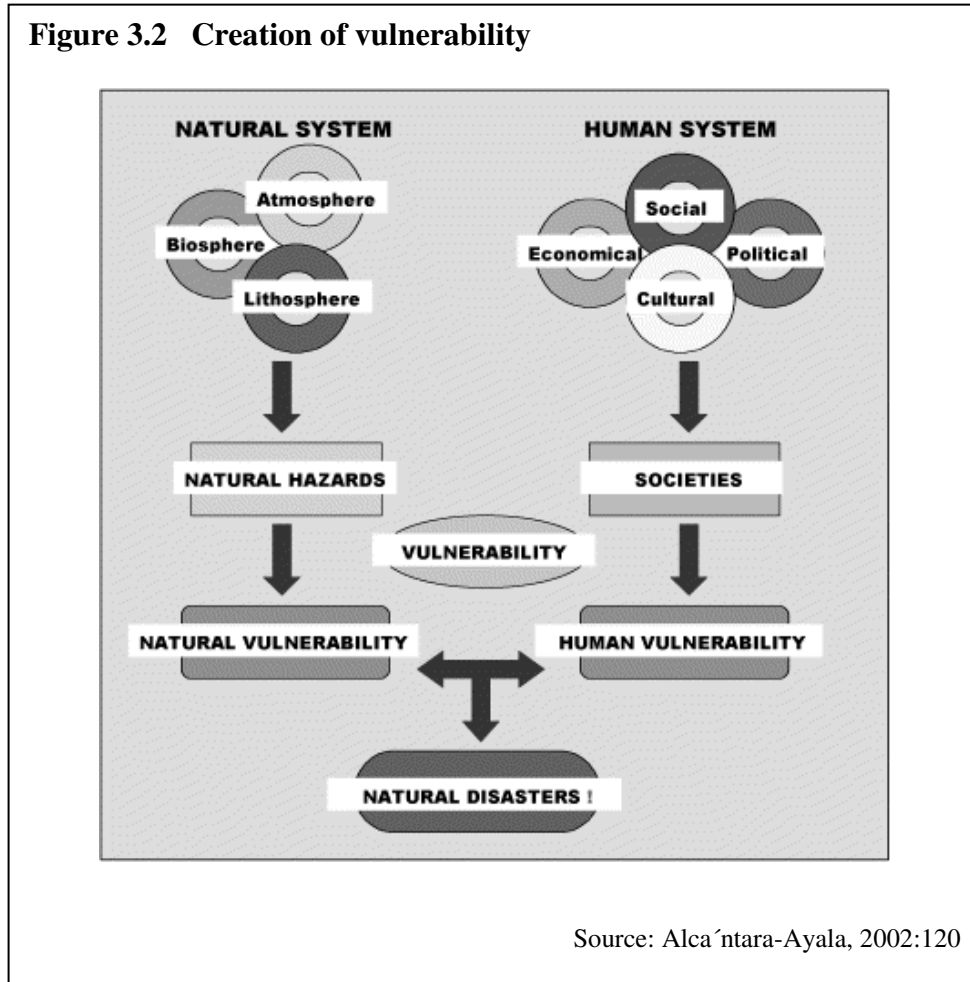 Figure 3.2 Creation of vulnerability
NATURAL SYSTEM
HUMAN SYSTEM
Atmosphere
Biosphere
Lithosphere
Social
Economical
Political
Cultural
NATURAL HAZARDS
SOCIETIES
VULNERABILITY
NATURAL VULNERABILITY
HUMAN VULNERABILITY
NATURAL DISASTERS !
Source: Alca´ntara-Ayala, 2002:120